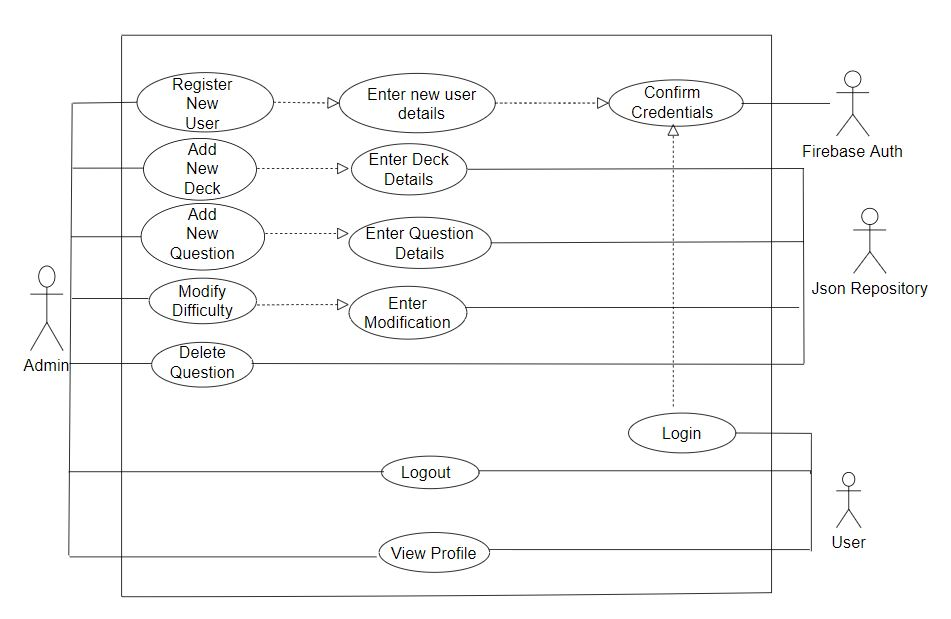 Register
New
User
Enter new user
details
Confirm
Credentials
Firebase Auth
Add
New
Deck
Enter Deck
Details
Add
New
Question
Enter Question
Details
Json Repository
Modify
Difficulty
Enter
Modification
Admin
Delete
Question
Login
Logout
User
View Profile